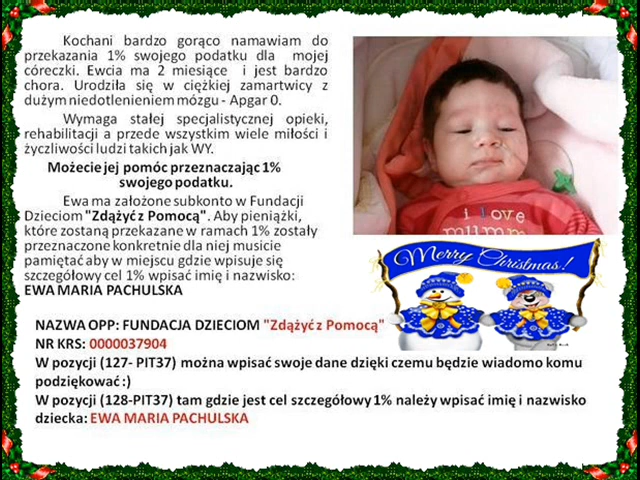 Kochani bardzo gorąco namawiam do
przekazania 1% swojego podatku dla mojej
córeczki. Ewcia ma 2 miesiące i jest bardzo
chora. Urodziła się w ciężkiej zamartwicy z
dużym niedotlenieniem mózgu - Apgar 0.
Wymaga stałej specjalistycznej opieki,
rehabilitacji a przede wszystkim wiele miłości i
życzliwości ludzi takich jak WY.
Możecie jej pomóc przeznaczając 1%
swojego podatku.
Ewa ma założone subkonto w Fundacji
Dzieciom "Zdążyć z Pomocą". Aby pieniążki,
które zostaną przekazane w ramach 1% zostały
przeznaczone konkretnie dla niej musicie
pamiętać aby w miejscu gdzie wpisuje się
szczegółowy cel 1% wpisać imię i nazwisko:
EWA MARIA PACHULSKA
i love
mumm
Merry Christmas!
NAZWA OPP: FUNDACJA DZIECIOM "Zdążyć z Pomocą"
NR KRS: 0000037904
W pozycji (127- PIT37) można wpisać swoje dane dzięki czemu będzie wiadomo komu
podziękować :)
W pozycji (128-PIT37) tam gdzie jest cel szczegółowy 1% należy wpisać imię i nazwisko
dziecka: EWA MARIA PACHULSKA